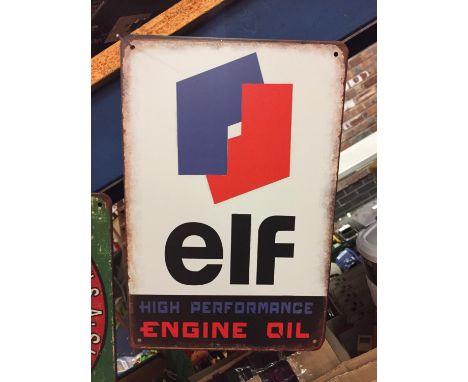 elf
HIGH PERFORMANCE
ENGINE OIL